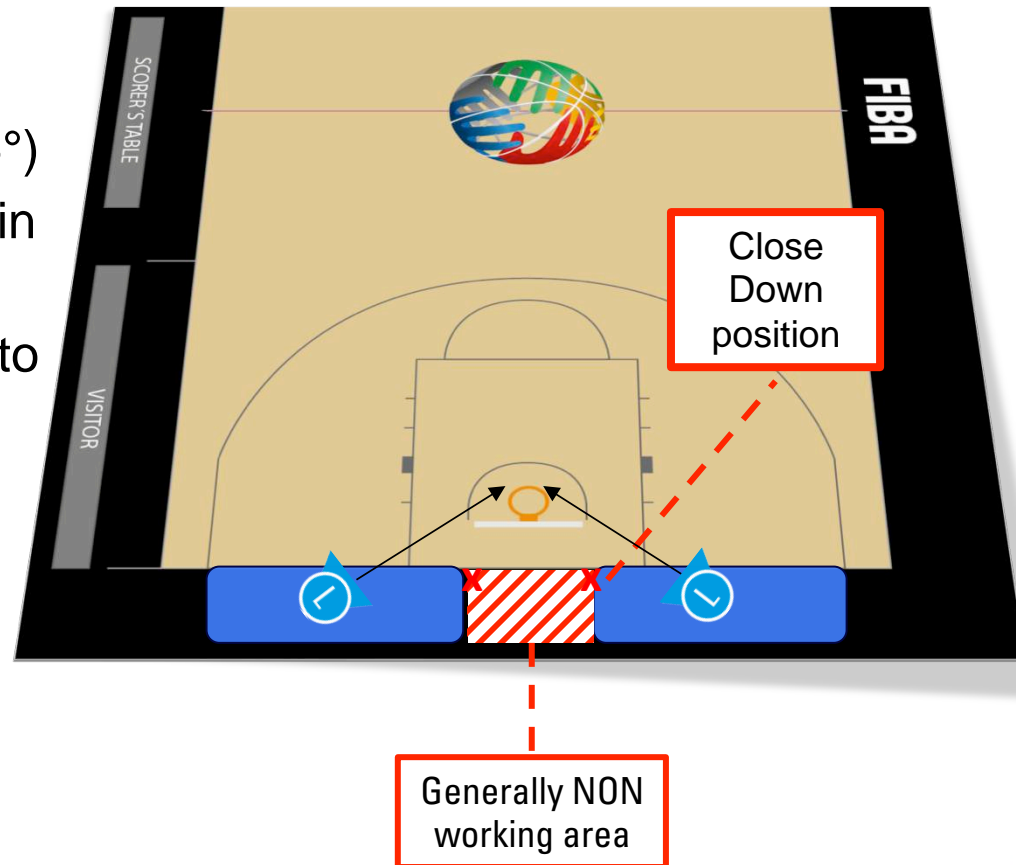 °)
in
to
SCORER'S TABLE
VISITOR
FIBA
Close
Down
position
L
L
X
X
Generally NON
working area